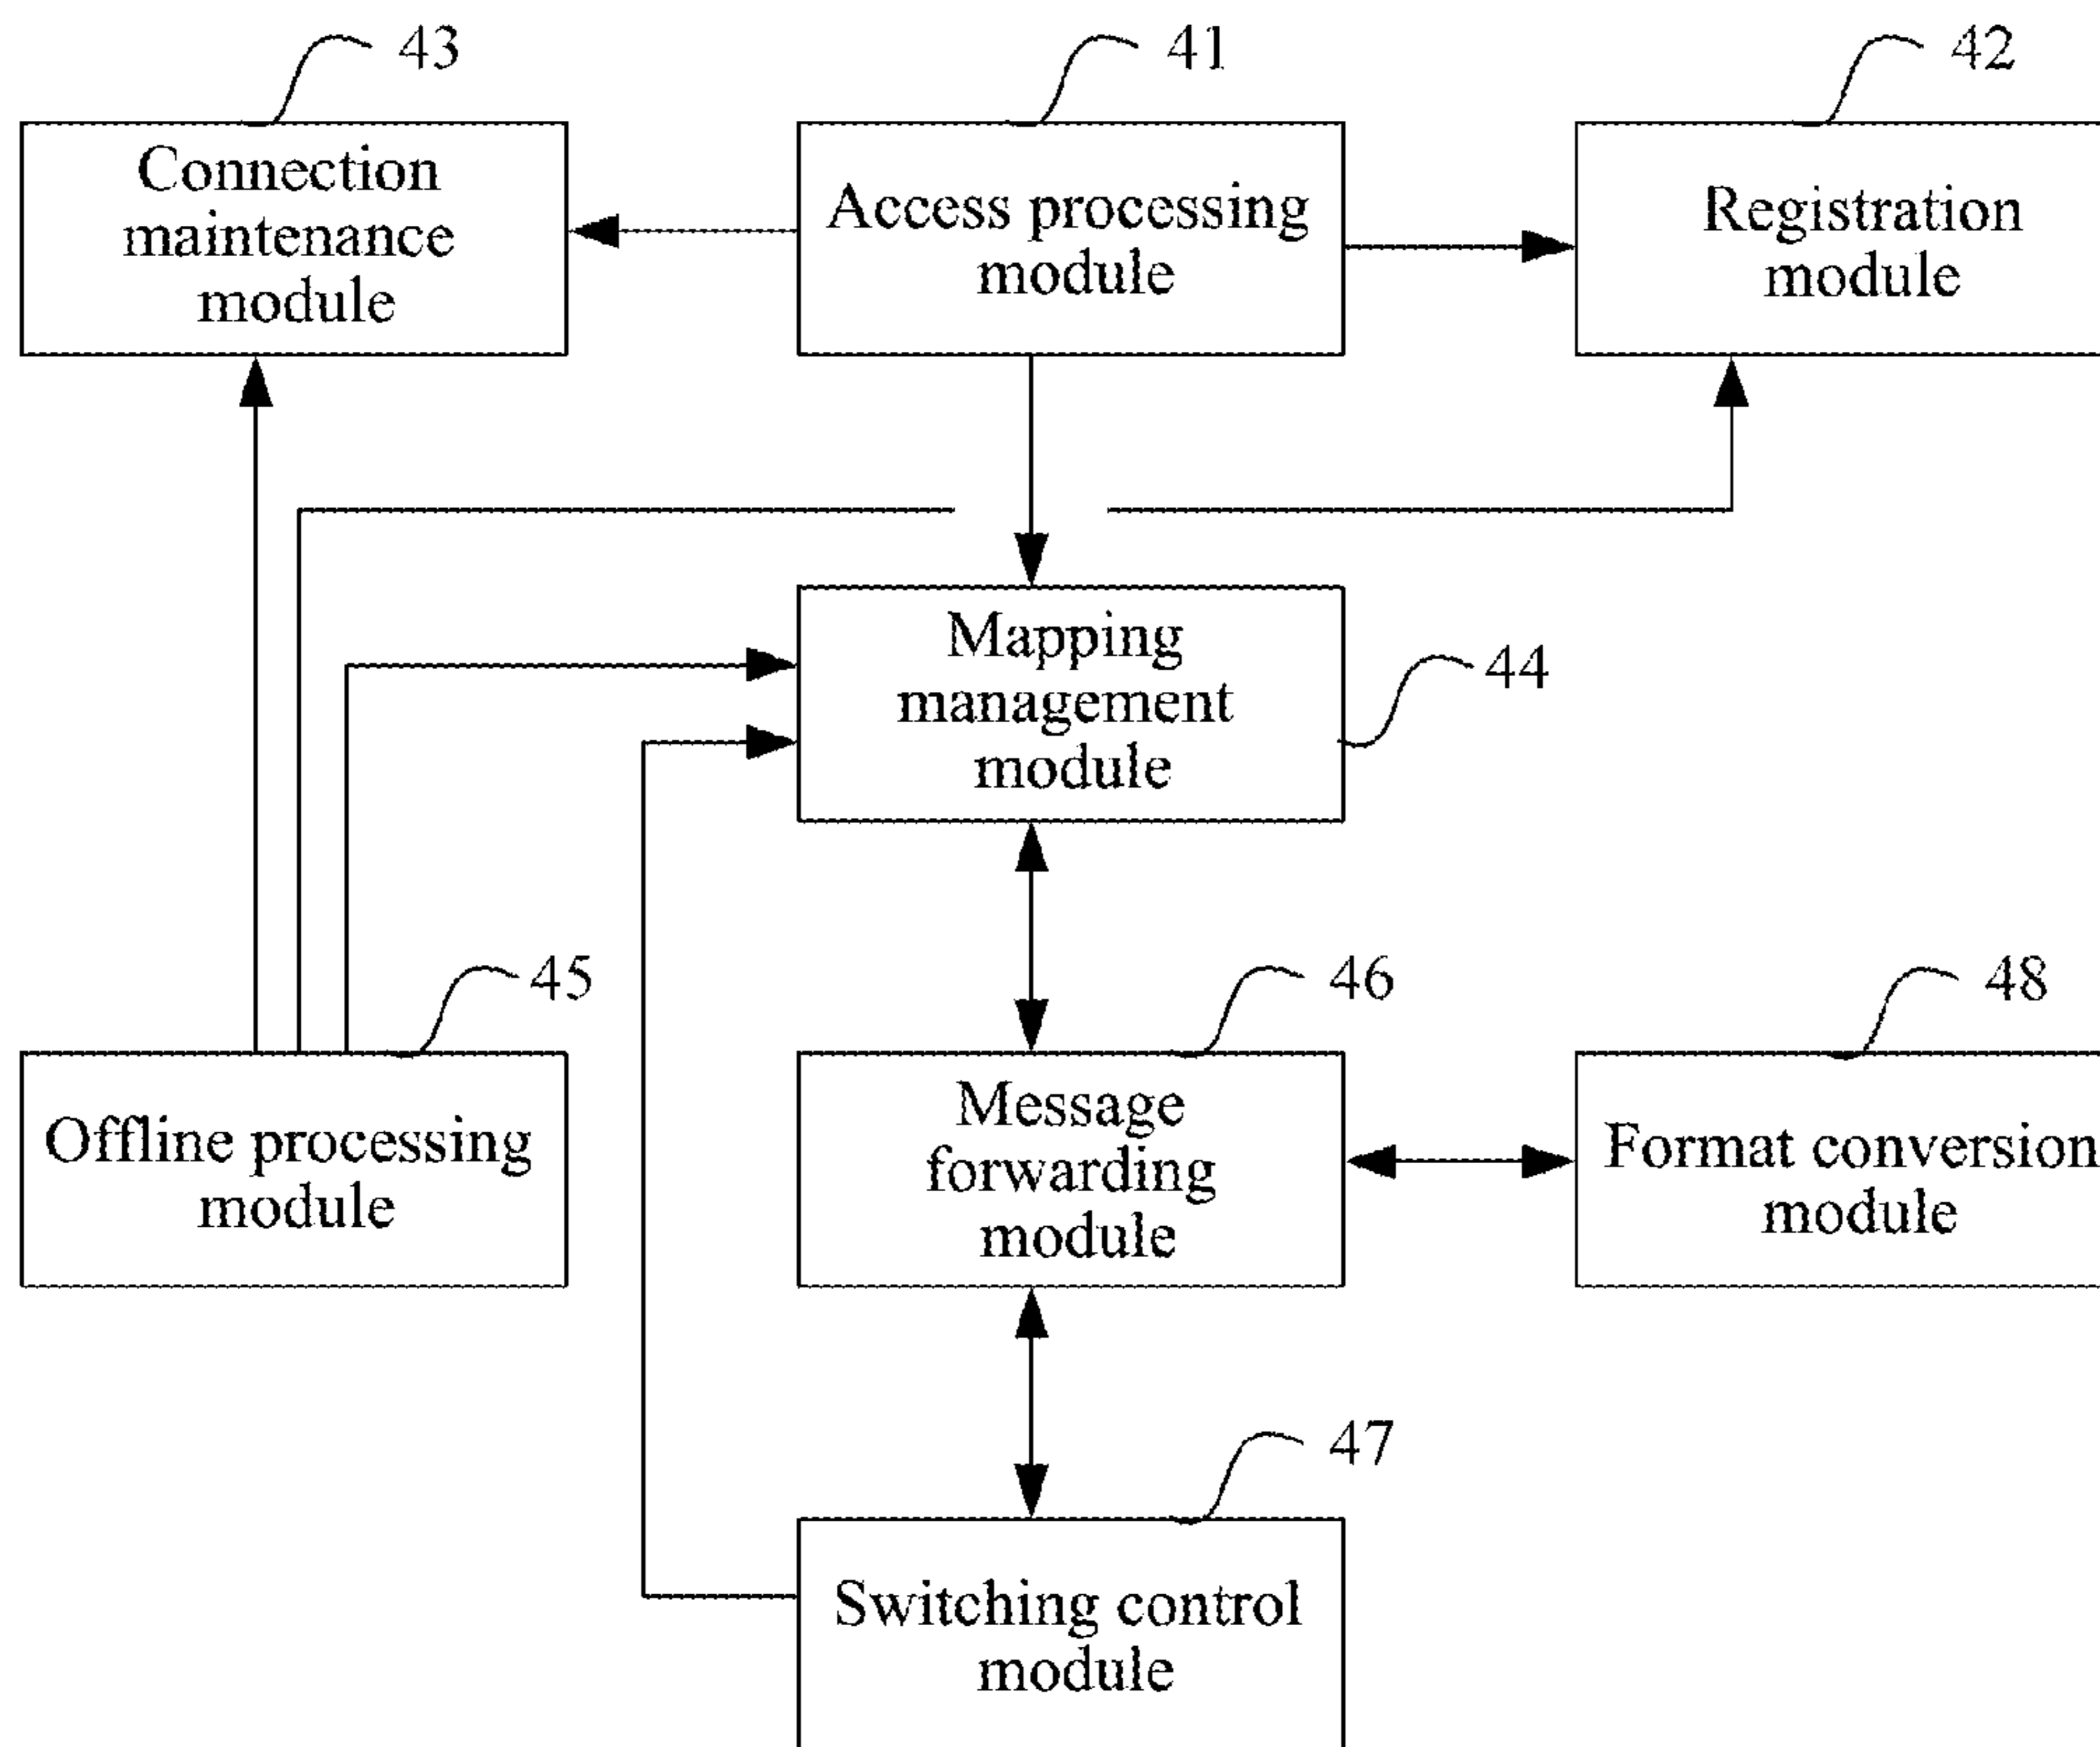 43
41
42
Connection
maintenance
module
Access processing
module
Registration
module
Mapping
management
module
44
45
46
48
Offline processing
module
Message
forwarding
module
Format conversion
module
47
Switching control
module